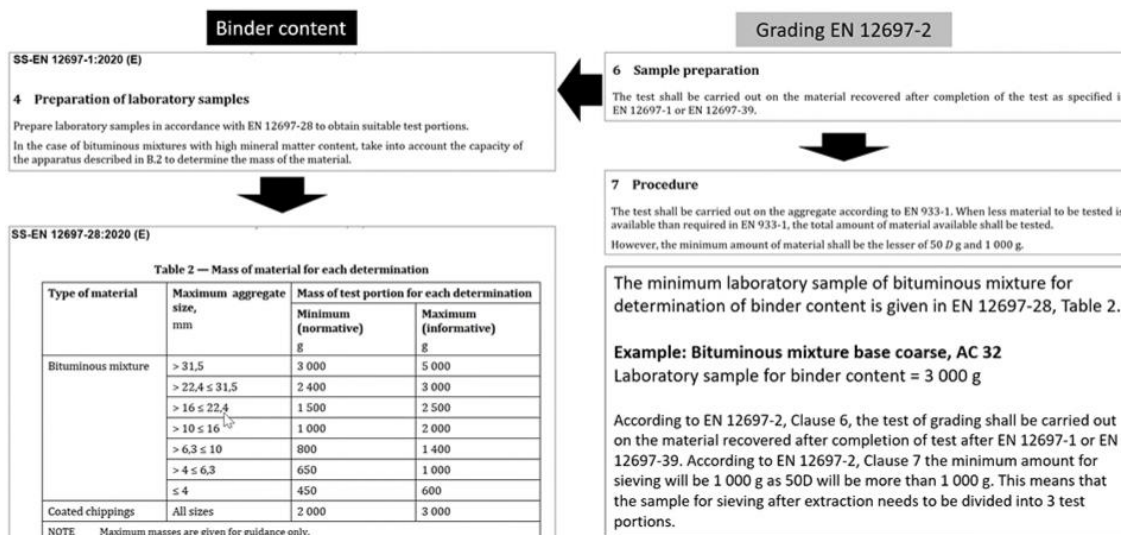 Binder content
SS-EN 12697-1:2020 (E)
4 Preparation of laboratory samples
Prepare laboratory samples in accordance with EN 12697-28 to obtain suitable test portions.
In the case of bituminous mixtures with high mineral matter content, take into account the capacity of
the apparatus described in B.2 to determine the mass of the material.
SS-EN 12697-28:2020 (E)
Table 2 — Mass of material for each determination
Type of material Maximum aggregate size, mm Mass of test portion for each determination
Minimum (normative) g Maximum (informative) g
Bituminous mixture > 31,5 3 000 5 000
> 22,4 ≤ 31,5 2 400 3 000
> 16 ≤ 22,4 1 500 2 500
> 10 ≤ 16 1 000 2 000
> 6,3 ≤ 10 800 1 400
> 4 ≤ 6,3 650 1 000
≤ 4 450 600
Coated chippings All sizes 2 000 3 000
NOTE Maximum masses are given for guidance only.
Grading EN 12697-2
6 Sample preparation
The test shall be carried out on the material recovered after completion of the test as specified i
EN 12697-1 or EN 12697-39.
7 Procedure
The test shall be carried out on the aggregate according to EN 933-1. When less material to be tested i
available than required in EN 933-1, the total amount of material available shall be tested.
However, the minimum amount of material shall be the lesser of 50 D g and 1 000 g.
The minimum laboratory sample of bituminous mixture for
determination of binder content is given in EN 12697-28, Table 2.
Example: Bituminous mixture base coarse, AC 32
Laboratory sample for binder content = 3 000 g
According to EN 12697-2, Clause 6, the test of grading shall be carried out
on the material recovered after completion of test after EN 12697-1 or EN
12697-39. According to EN 12697-2, Clause 7 the minimum amount for
sieving will be 1 000 g as 50D will be more than 1 000 g. This means that
the sample for sieving after extraction needs to be divided into 3 test
portions.